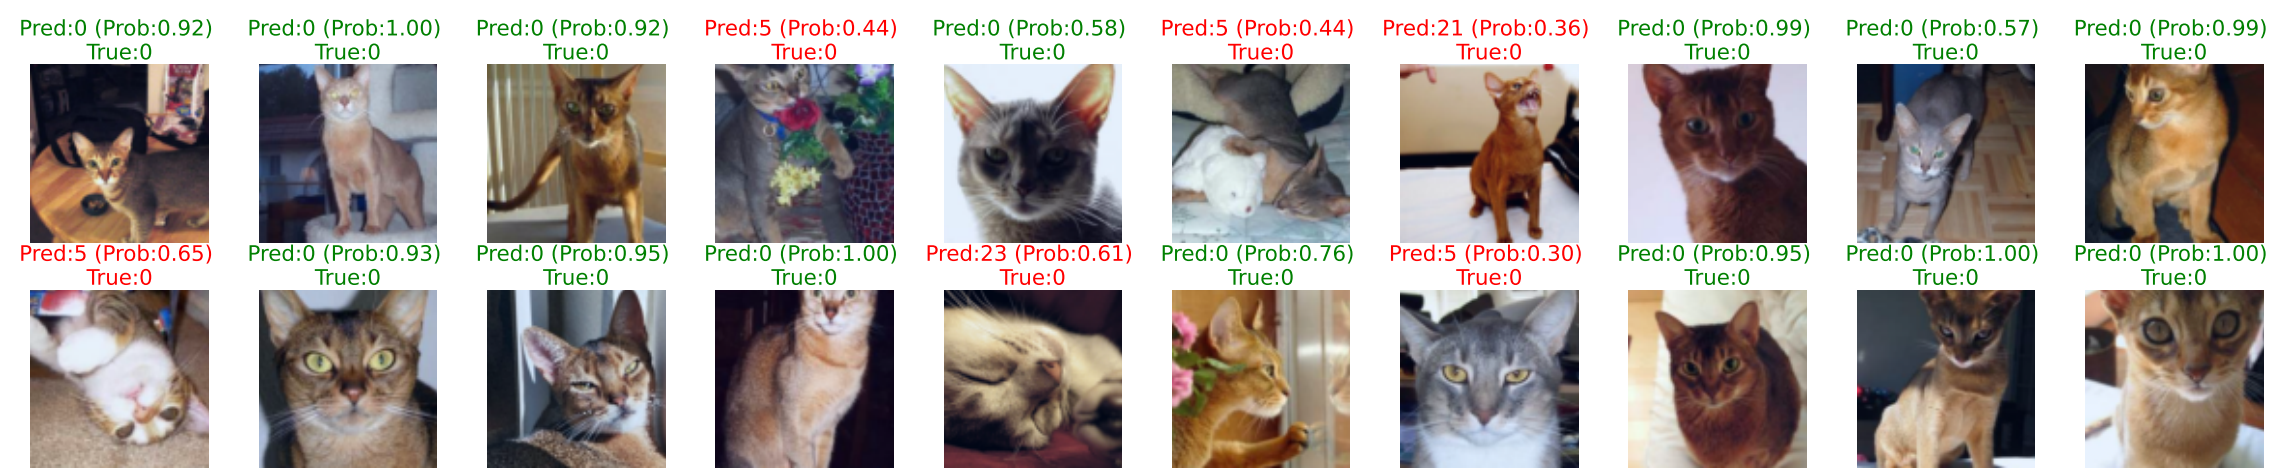 Pred:0 (Prob:0.92)
True:0
Pred:0 (Prob:1.00)
True:0
Pred:0 (Prob:0.92)
True:0
Pred:5 (Prob:0.44)
True:0
Pred:0 (Prob:0.58)
True:0
Pred:5 (Prob:0.44)
True:0
Pred:21 (Prob:0.36)
True:0
Pred:0 (Prob:0.99)
True:0
Pred:0 (Prob:0.57)
True:0
Pred:0 (Prob:0.99)
True:0
Pred:5 (Prob:0.65)
True:0
Pred:0 (Prob:0.93)
True:0
Pred:0 (Prob:0.95)
True:0
Pred:0 (Prob:1.00)
True:0
Pred:23 (Prob:0.61)
True:0
Pred:0 (Prob:0.76)
True:0
Pred:5 (Prob:0.30)
True:0
Pred:0 (Prob:0.95)
True:0
Pred:0 (Prob:1.00)
True:0
Pred:0 (Prob:1.00)
True:0